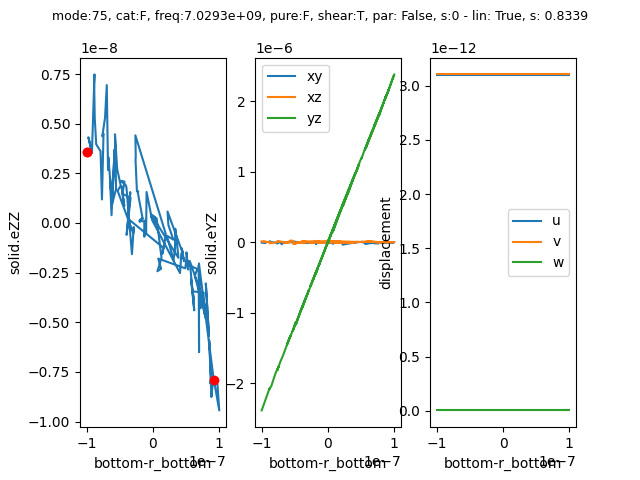 mode:75, cat:F, freq:7.0293e+09, pure:F, shear:T, par: False, s:0 - lin: True, s: 0.8339
1e−8
0.75
0.50
0.25
0.00
−0.25
−0.50
−0.75
−1.00
solid.eZZ
−1
0
1
1e−7
bottom-r_bottom
1e−6
xy
xz
yz
2
0
−2
solid.eYZ
−1
0
1
1e−7
bottom-r_bottom
1e−12
3.0
2.5
2.0
1.5
1.0
0.5
0.0
displacement
u
v
w
−1
0
1
1e−7
bottom-r_bottom